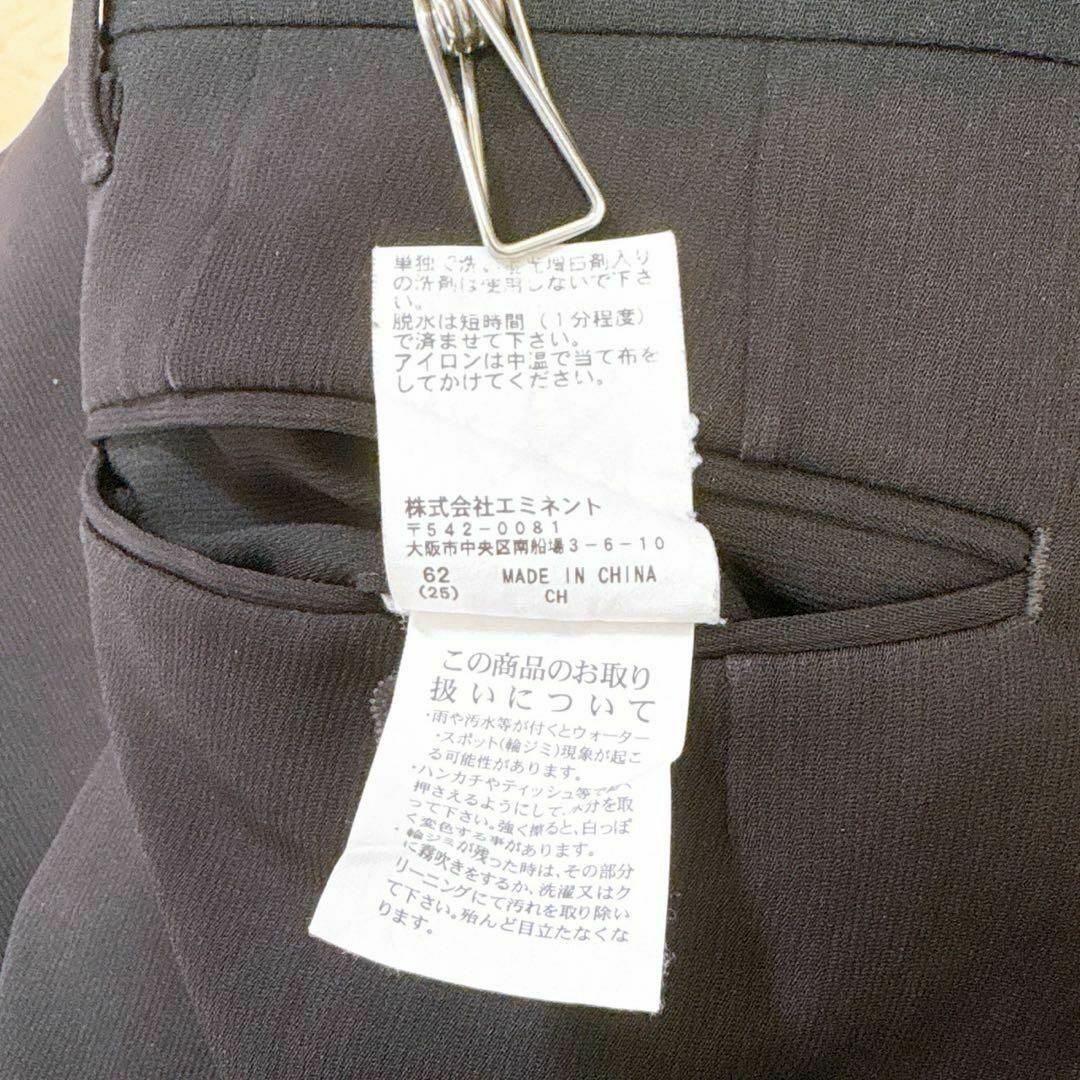 単独で洗い蛍光増白剤入り
の洗剤は使用しないで下さ
い。
脱水は短時間（1分程度）
で済ませて下さい。
アイロンは中温で当て布を
してかけてください。
株式会社エミネント
〒542-0081
大阪市中央区南船場3-6-10
62 MADE IN CHINA
(25) CH
この商品のお取り
扱いについて
・雨や汚水等が付くとウォーター
・スポット(輪ジミ)現象が起こ
る可能性があります。
・ハンカチやティッシュ等で
押さえるようにして、水分を取
って下さい。強く擦ると、白っぽ
く変色する事があります。
・輪ジミが残った時は、その部分
に霧吹きをするか、洗濯又はク
リーニングにて汚れを取り除い
て下さい。殆んど目立たなくな
ります。